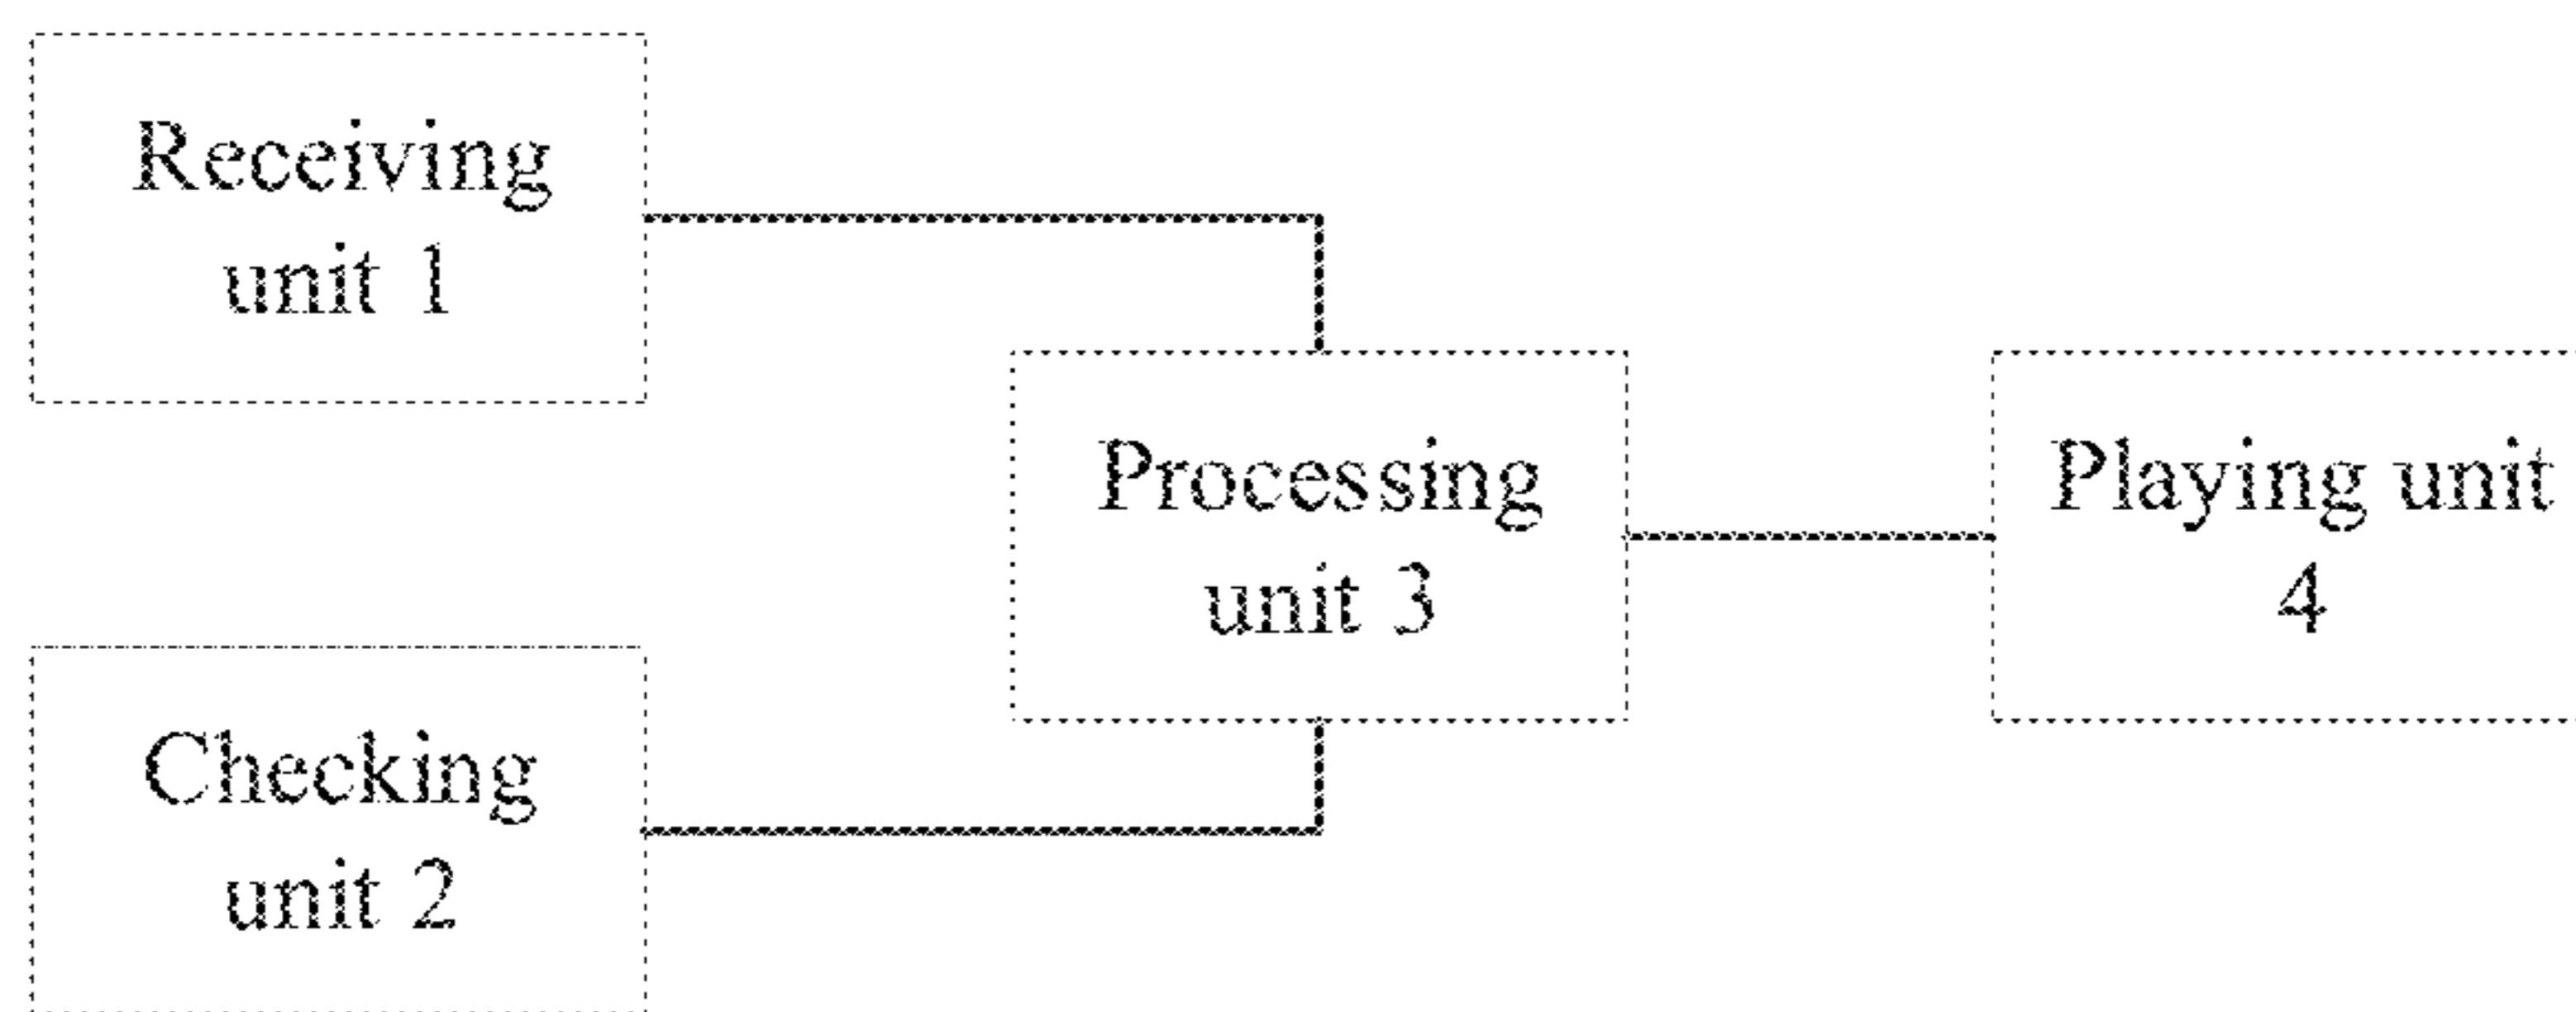 Receiving
unit 1
Processing
unit 3
Playing unit
4
Checking
unit 2